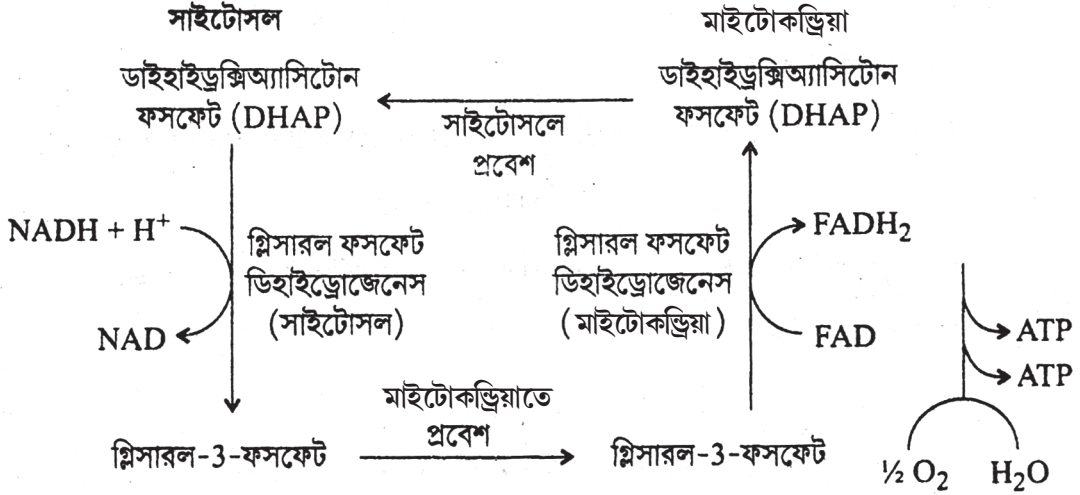 সাইটোসল
মাইটোকন্ড্রিয়া
ডাইহাইড্রক্সিঅ্যাসিটোন
ফসফেট (DHAP)
সাইটোসলে
প্রবেশ
ডাইহাইড্রক্সিঅ্যাসিটোন
ফসফেট (DHAP)
NADH + H⁺
NAD
গ্লিসারল ফসফেট
ডিহাইড্রোজেনেস
(সাইটোসল)
গ্লিসারল ফসফেট
ডিহাইড্রোজেনেস
(মাইটোকন্ড্রিয়া)
FADH₂
FAD
ATP
ATP
গ্লিসারল-3-ফসফেট
মাইটোকন্ড্রিয়াতে
প্রবেশ
গ্লিসারল-3-ফসফেট
½ O₂
H₂O